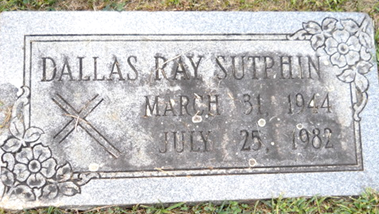 DALLAS RAY SUTPHIN
MARCH 31, 1944
JULY 25, 1982